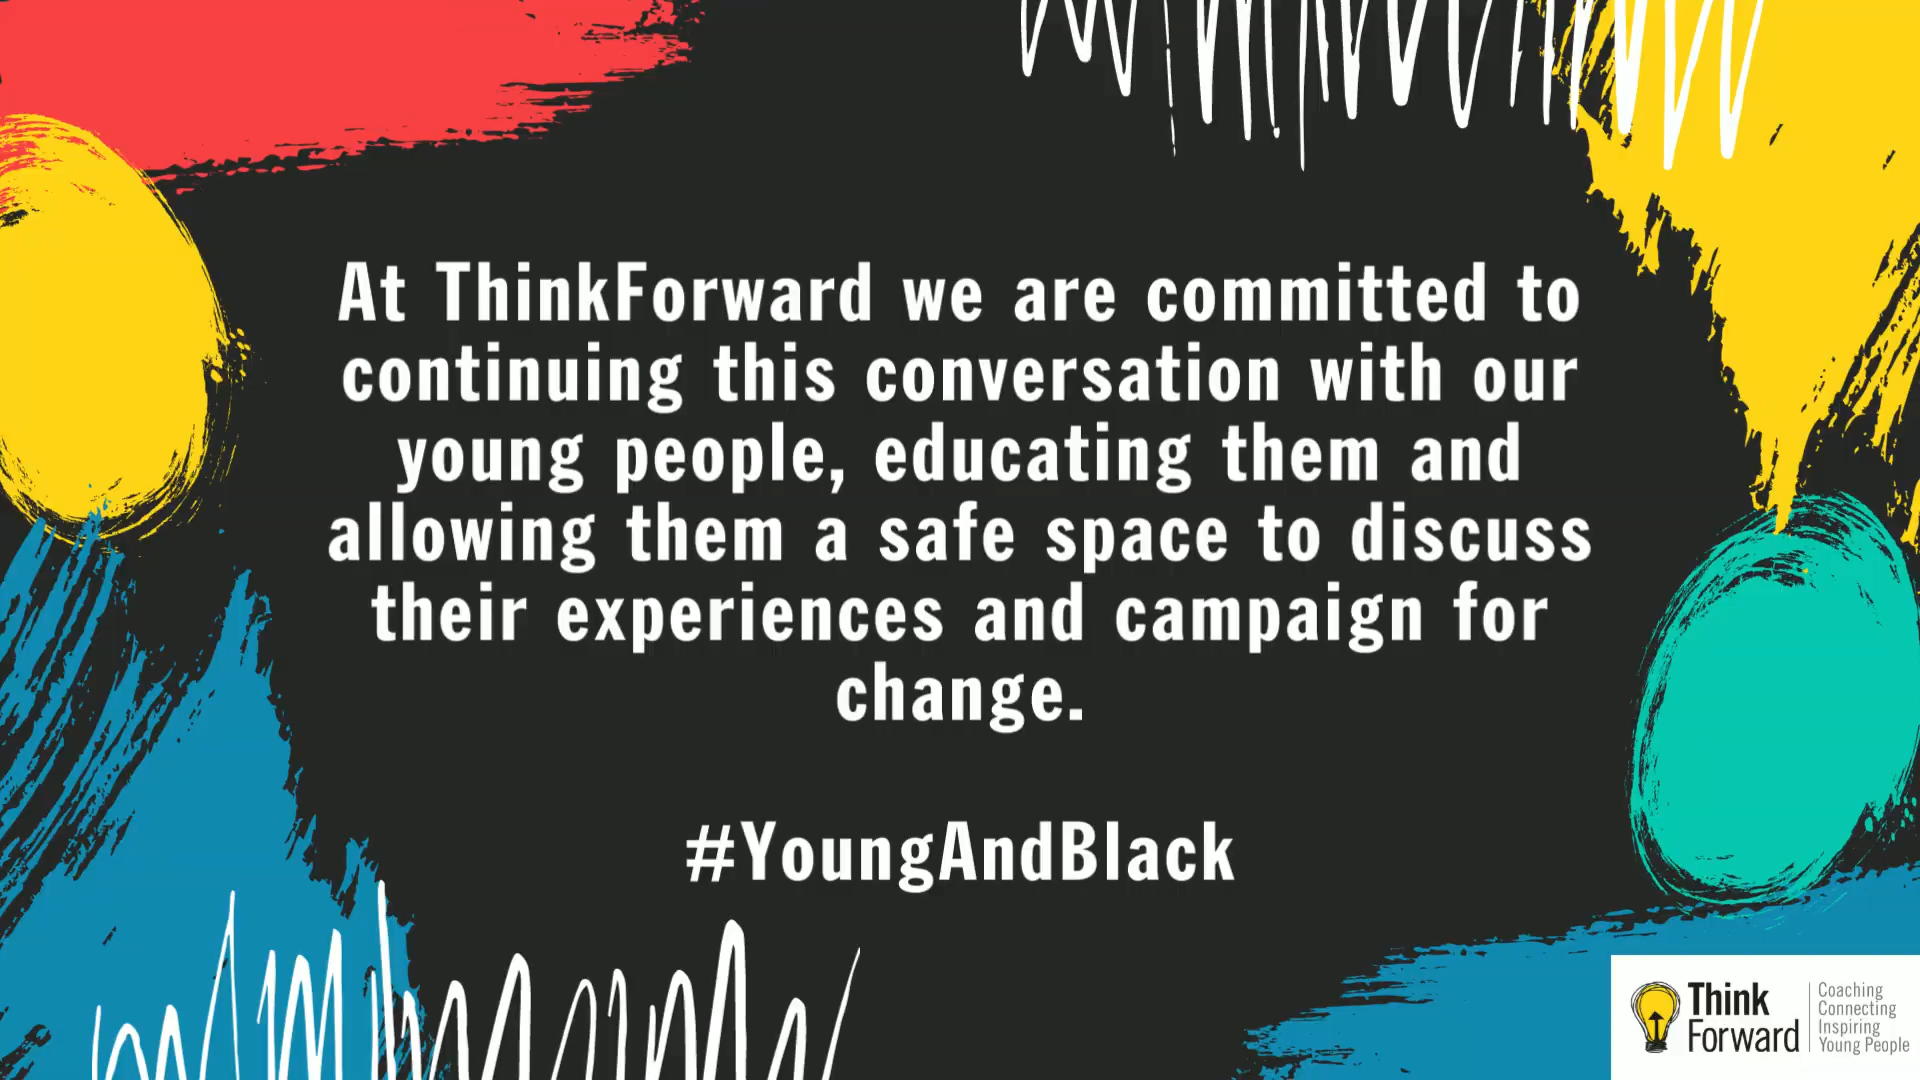 At ThinkForward we are committed to
continuing this conversation with our
young people, educating them and
allowing them a safe space to discuss
their experiences and campaign for
change.
#YoungAndBlack
Think
Forward
Coaching
Connecting
Inspiring
Young People